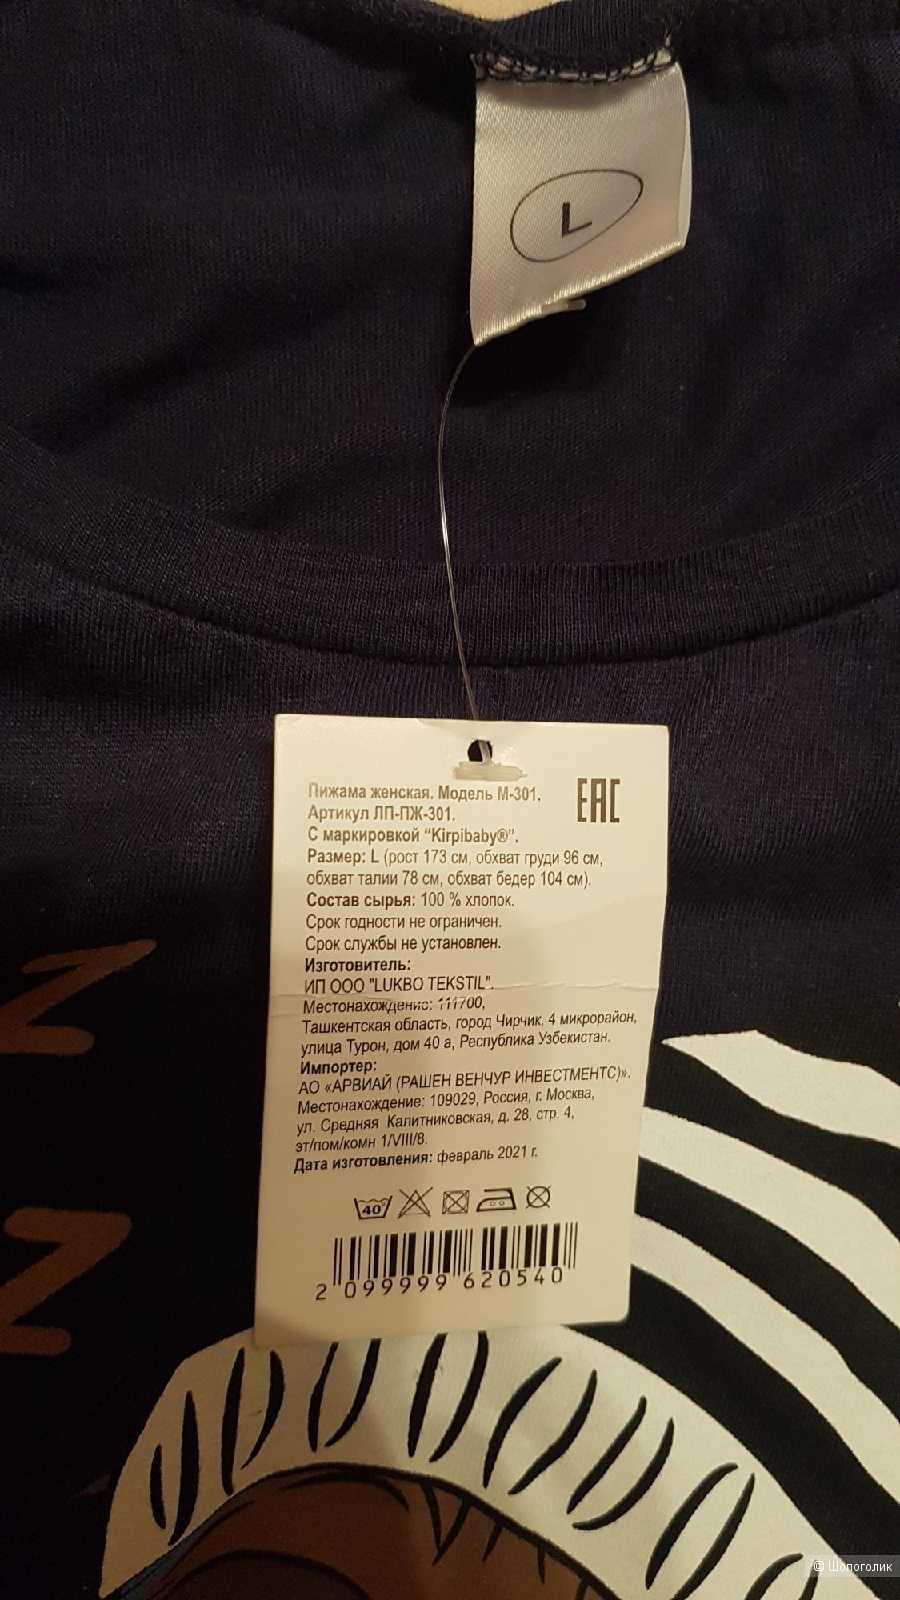 L
Пижама женская. Модель М-301.
Артикул ЛП-ПЖ-301.
С маркировкой “Kirpibaby®”.
Размер: L (рост 173 см, обхват груди 96 см,
обхват талии 78 см, обхват бедер 104 см).
Состав сырья: 100 % хлопок.
Срок годности не ограничен.
Срок службы не установлен.
Изготовитель:
ИП ООО "LUKBO TEKSTIL".
Местонахождение: 111700,
Ташкентская область, город Чирчик, 4 микрорайон,
улица Турон, дом 40 а, Республика Узбекистан.
Импортер:
АО «АРВИАЙ (РАШЕН ВЕНЧУР ИНВЕСТМЕНТС)».
Местонахождение: 109029, Россия, г. Москва,
ул. Средняя Калитниковская, д. 28, стр. 4,
эт/пом/комн 1/VIII/8.
Дата изготовления: февраль 2021 г.
EAC
40°
2 099999 620540
Z
Z
© Шопоголик